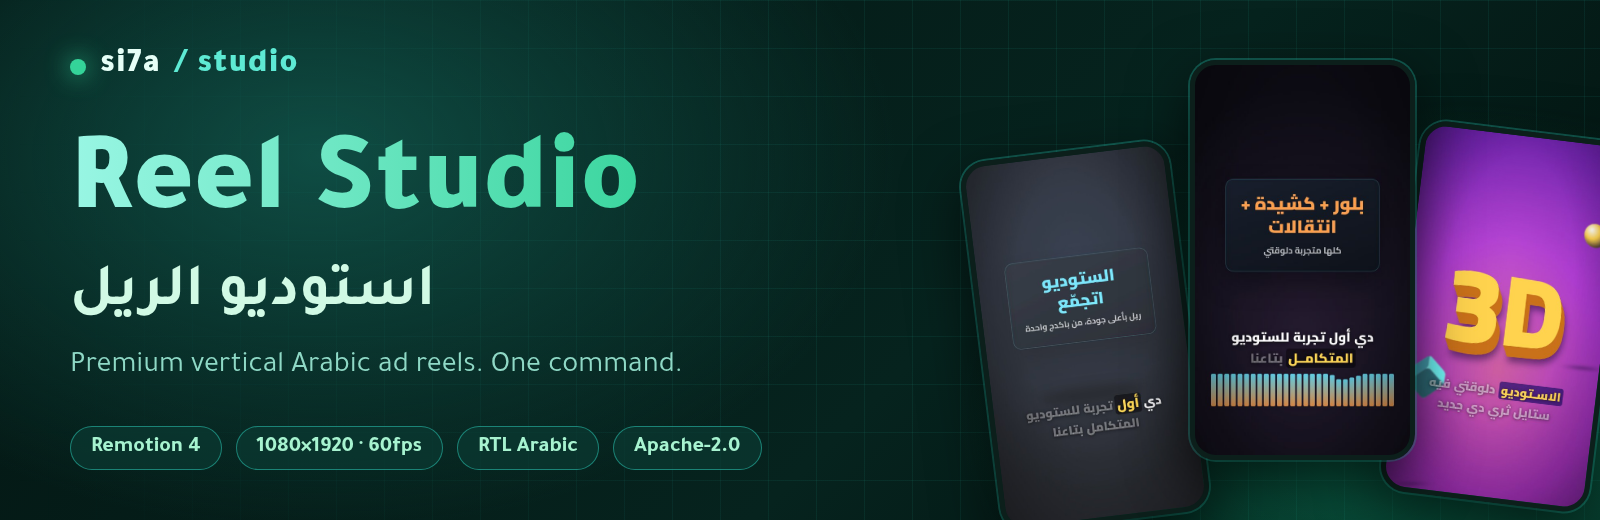 si7a / studio
Reel Studio
استوديو الريل
Premium vertical Arabic ad reels. One command.
Remotion 4
1080×1920 · 60fps
RTL Arabic
Apache-2.0
الستوديو
اتجمّع
ريل بأعلى جودة، من باكدج واحدة
دي أول تجربة للستوديو
المتكامل بتاعنا
بلور + كشيدة +
انتقالات
كلها متجربة دلوقتي
دي أول تجربة للستوديو
المتكامـل بتاعنا
3D
الاستوديو دلوقتي فيه
ستايل ثري دي جديد